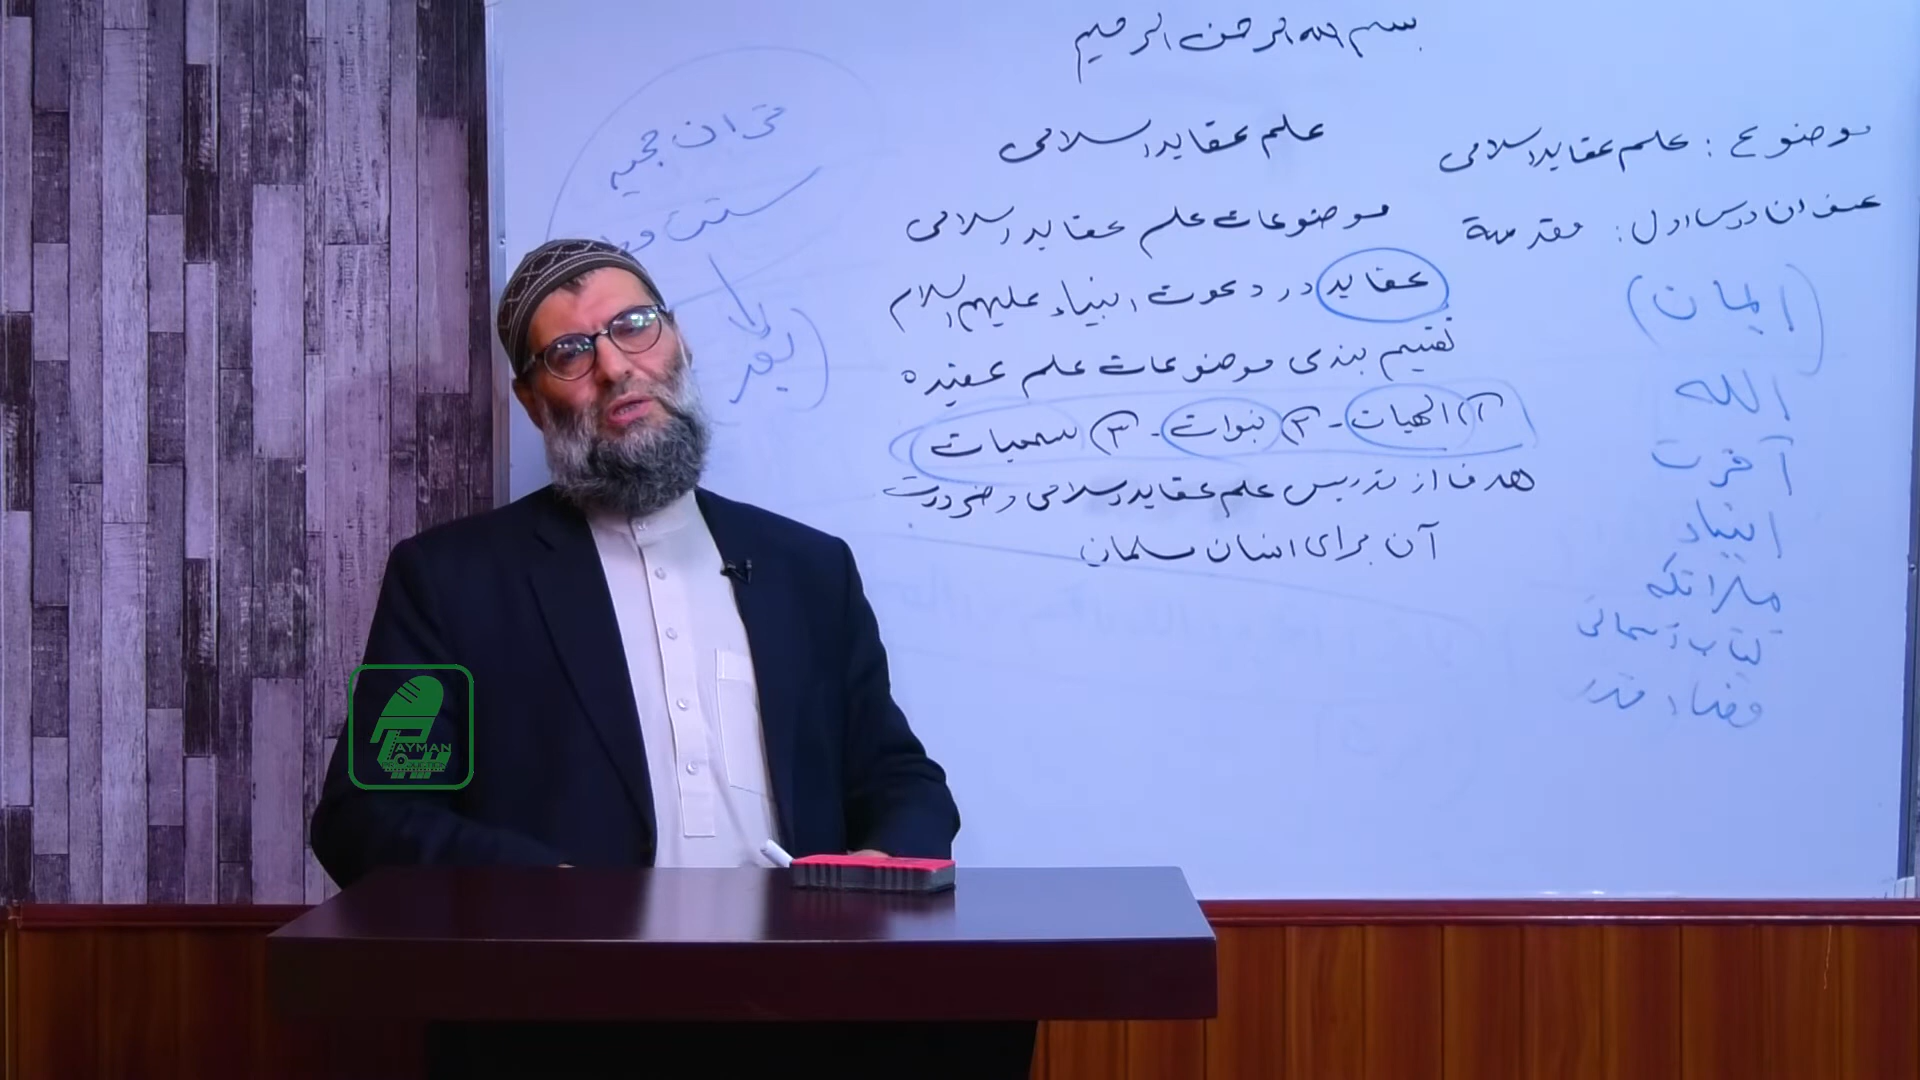 بسم الله الرحمن الرحیم
موضوع : علم عقاید اسلامی
عنوان درس اول : مقدمة
علم عقاید اسلامی
موضوعات علم عقاید اسلامی
عقاید در دعوت انبیاء علیهم السلام
تقسیم بندی موضوعات علم عقیده
۱) الهیات - ۲) نبوات - ۳) سمعیات
هدف از تدریس علم عقاید اسلامی و ضرورت
آن برای انسان مسلمان
(ایمان)
الله
آخرت
انبیاء
ملائکه
کتاب آسمانی
قضاء قدر
قران مجید
سنت
PAYMAN